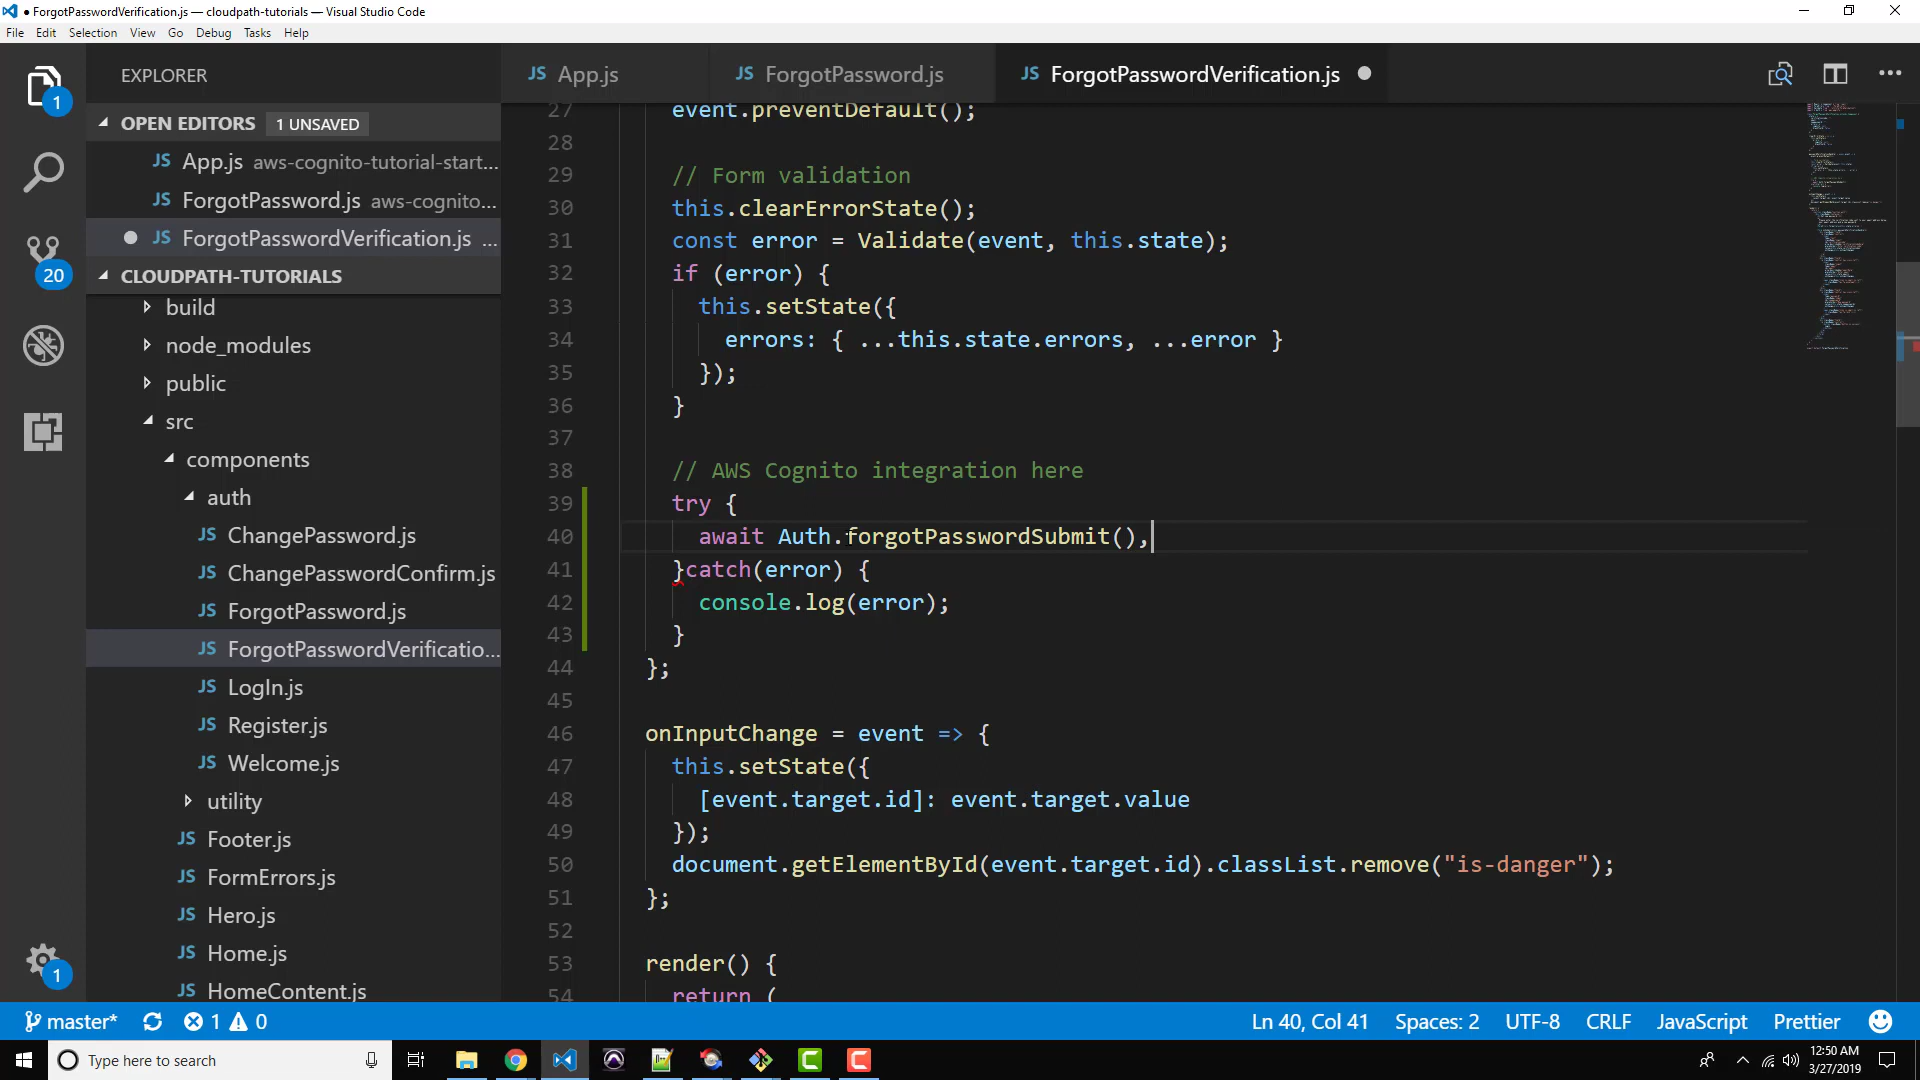 ● ForgotPasswordVerification.js — cloudpath-tutorials — Visual Studio Code
File Edit Selection View Go Debug Tasks Help
EXPLORER
OPEN EDITORS 1 UNSAVED
JS App.js aws-cognito-tutorial-start...
JS ForgotPassword.js aws-cognito...
● JS ForgotPasswordVerification.js ...
CLOUDPATH-TUTORIALS
build
node_modules
public
src
components
auth
JS ChangePassword.js
JS ChangePasswordConfirm.js
JS ForgotPassword.js
JS ForgotPasswordVerificatio...
JS LogIn.js
JS Register.js
JS Welcome.js
utility
JS Footer.js
JS FormErrors.js
JS Hero.js
JS Home.js
JS HomeContent.js
1
20
1
JS App.js JS ForgotPassword.js JS ForgotPasswordVerification.js ●
27 event.preventDefault();
28
29 // Form validation
30 this.clearErrorState();
31 const error = Validate(event, this.state);
32 if (error) {
33 this.setState({
34 errors: { ...this.state.errors, ...error }
35 });
36 }
37
38 // AWS Cognito integration here
39 try {
40 await Auth.forgotPasswordSubmit(),
41 }catch(error) {
42 console.log(error);
43 }
44 };
45
46 onInputChange = event => {
47 this.setState({
48 [event.target.id]: event.target.value
49 });
50 document.getElementById(event.target.id).classList.remove("is-danger");
51 };
52
53 render() {
54 return (
master* 1 0 Ln 40, Col 41 Spaces: 2 UTF-8 CRLF JavaScript Prettier
Type here to search
12:50 AM
3/27/2019